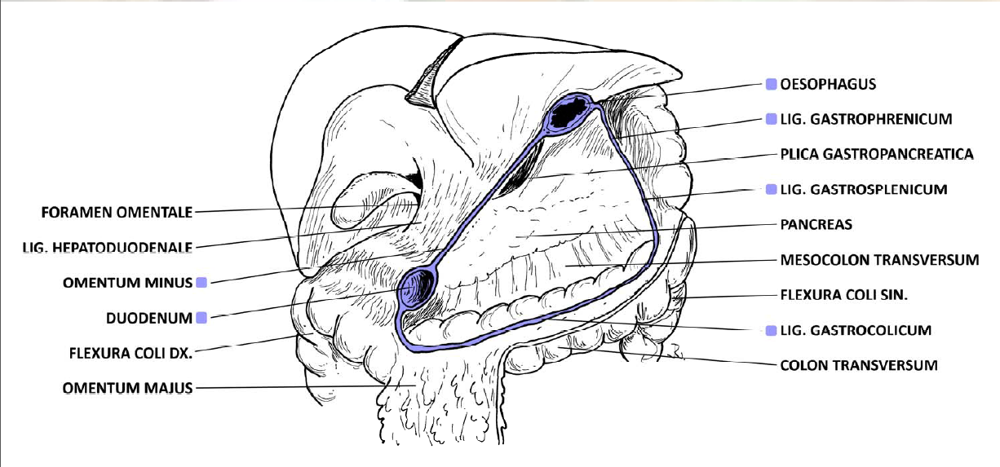 FORAMEN OMENTALE
LIG. HEPATODUODENALE
OMENTUM MINUS
DUODENUM
FLEXURA COLI DX.
OMENTUM MAJUS
OESOPHAGUS
LIG. GASTROPHRENICUM
PLICA GASTROPANCREATICA
LIG. GASTROSPLENICUM
PANCREAS
MESOCOLON TRANSVERSUM
FLEXURA COLI SIN.
LIG. GASTROCOLICUM
COLON TRANSVERSUM